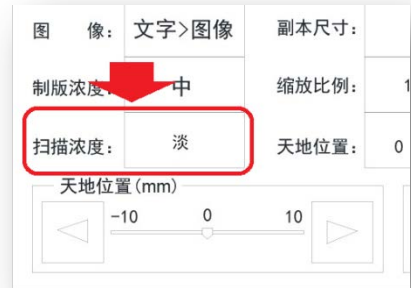 图 像： 文字>图像 副本尺寸：
制版浓度： 中 缩放比例： 1
扫描浓度： 淡 天地位置： 0
天地位置(mm)
-10 0 10